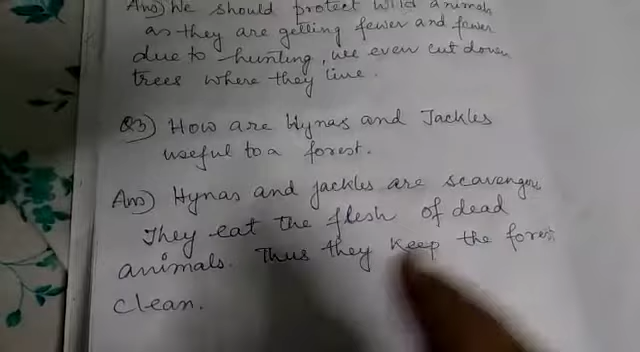 Ans) We should protect wild animals
as they are getting fewer and fewer
due to hunting, we even cut down
trees where they live.
Q3) How are Hynas and Jackles
useful to a forest.
Ans) Hynas and jackles are scavengers
They eat the flesh of dead
animals. Thus they keep the forest
clean.